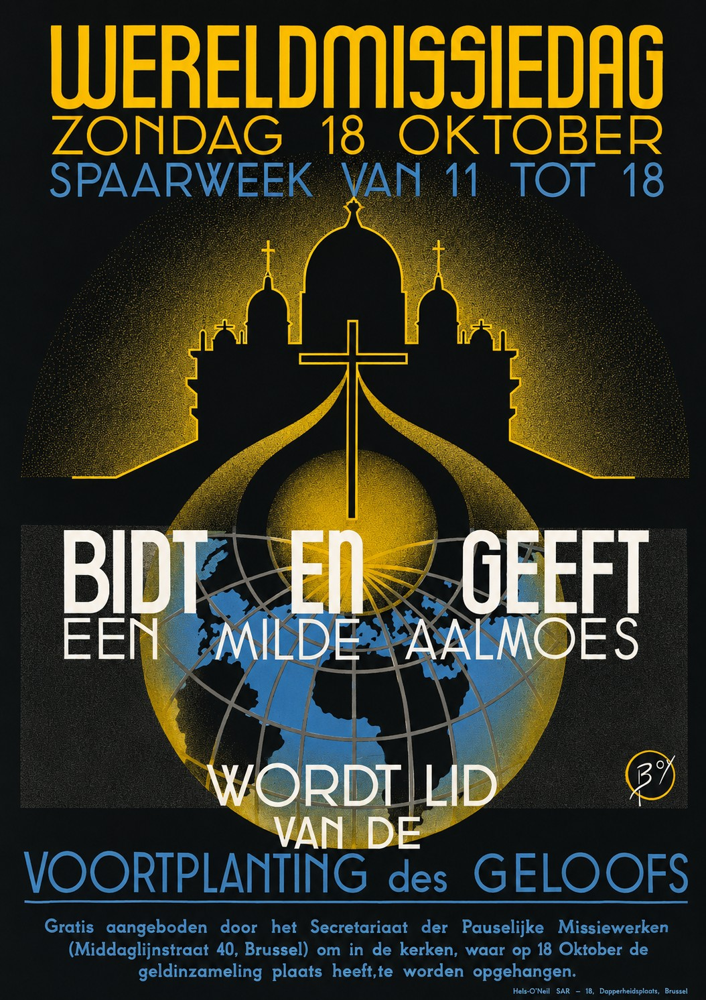 WERELDMISSIEDAG
ZONDAG 18 OKTOBER
SPAARWEEK VAN 11 TOT 18
BIDT EN GEEFT
EEN MILDE AALMOES
WORDT LID
VAN DE
VOORTPLANTING des GELOOFS
Boy
Gratis aangeboden door het Secretariaat der Pauselijke Missiewerken
(Middaglijnstraat 40, Brussel) om in de kerken, waar op 18 Oktober de
geldinzameling plaats heeft,te worden opgehangen.
Hels-O'Neil SAR – 18, Dapperheidsplaats, Brussel